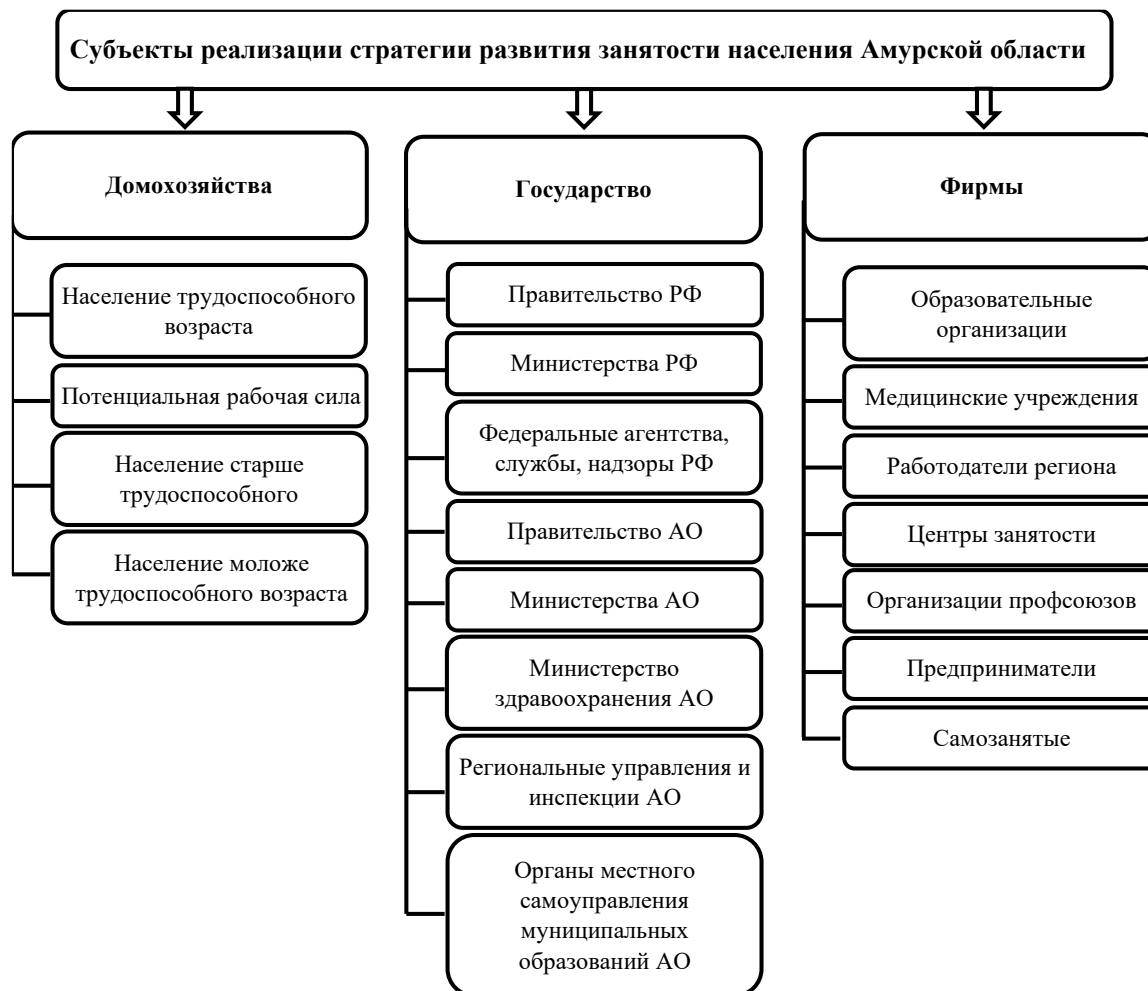 Субъекты реализации стратегии развития занятости населения Амурской области
Домохозяйства
Население трудоспособного
возраста
Потенциальная рабочая сила
Население старше
трудоспособного
Население моложе
трудоспособного возраста
Государство
Правительство РФ
Министерства РФ
Федеральные агентства,
службы, надзоры РФ
Правительство АО
Министерства АО
Министерство
здравоохранения АО
Региональные управления и
инспекции АО
Органы местного
самоуправления
муниципальных
образований АО
Фирмы
Образовательные
организации
Медицинские учреждения
Работодатели региона
Центры занятости
Организации профсоюзов
Предприниматели
Самозанятые